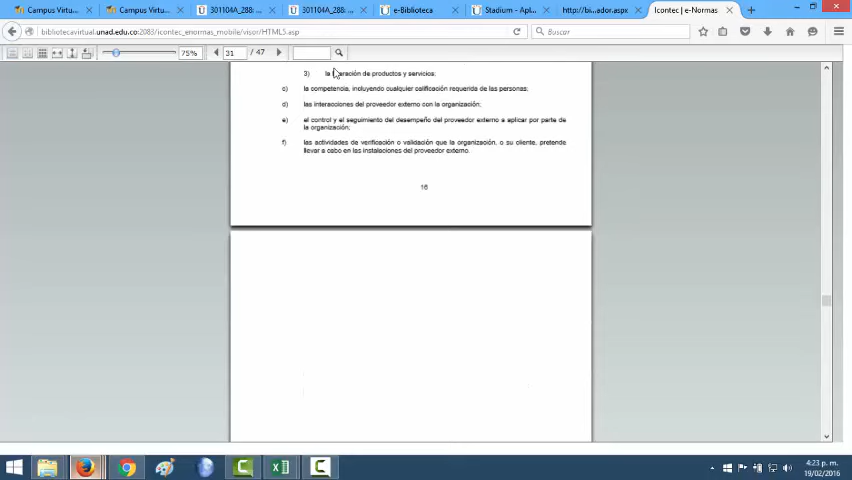 Campus Virtu...
Campus Virtu...
301104A_288: ...
301104A_288: ...
e-Biblioteca
Stadium - Apl...
http://bi...ador.aspx
Icontec | e-Normas
bibliotecavirtual.unad.edu.co:2083/icontec_enormas_mobile/visor/HTML5.asp
Buscar
75%
31 / 47
3) la liberación de productos y servicios;
c) la competencia, incluyendo cualquier calificación requerida de las personas;
d) las interacciones del proveedor externo con la organización;
e) el control y el seguimiento del desempeño del proveedor externo a aplicar por parte de
la organización;
f) las actividades de verificación o validación que la organización, o su cliente, pretende
llevar a cabo en las instalaciones del proveedor externo.
16
4:23 p. m.
19/02/2016